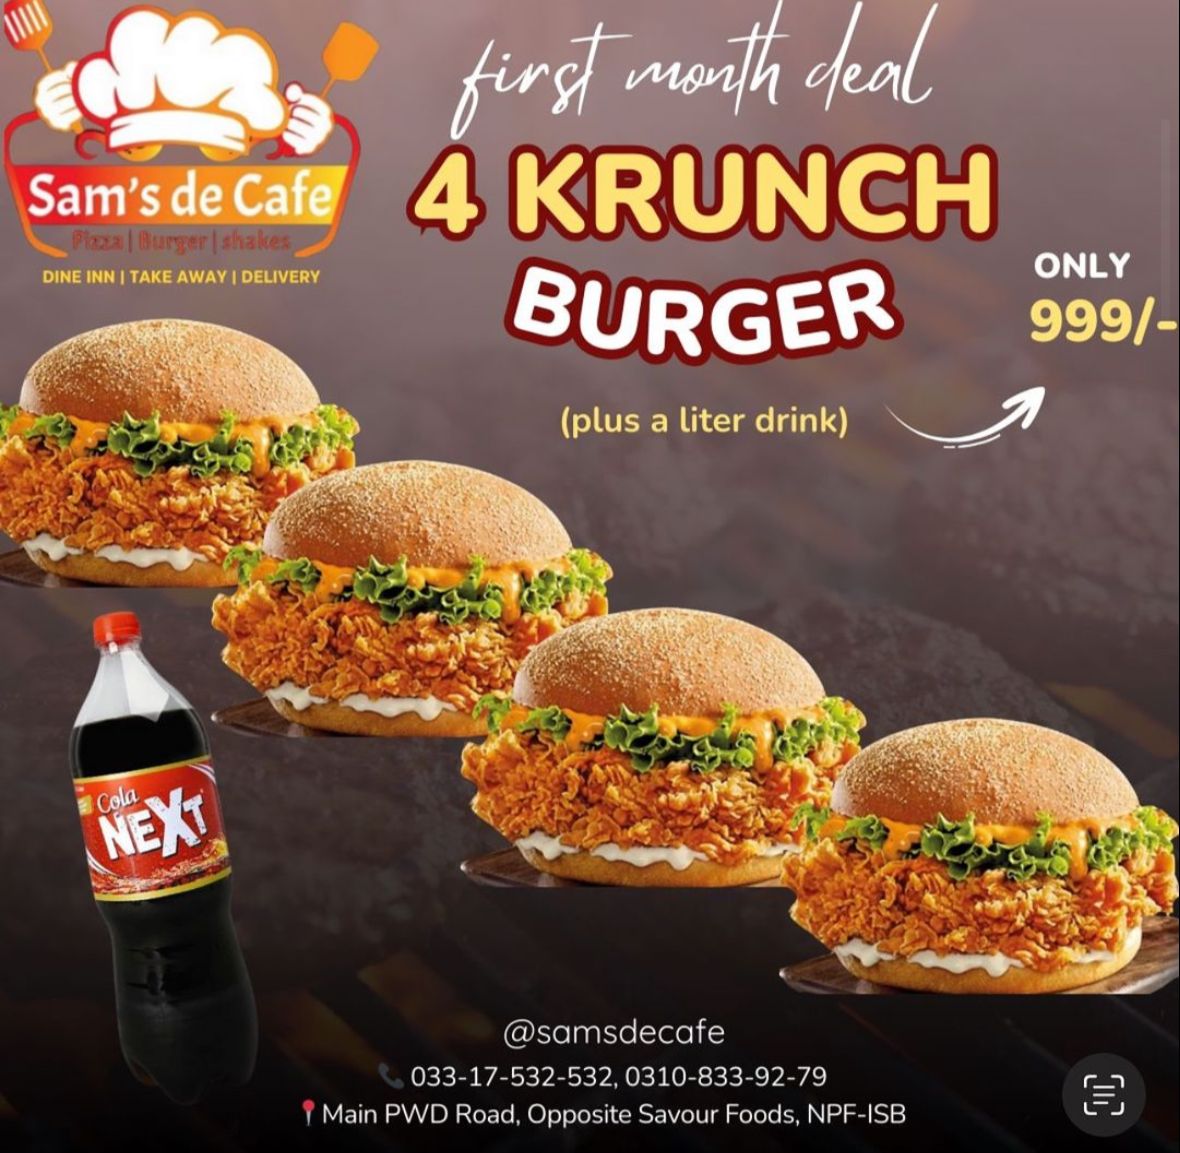 first month deal
Sam's de Cafe
Pizza | Burger | shakes
DINE INN | TAKE AWAY | DELIVERY
4 KRUNCH
BURGER
ONLY
999/-
(plus a liter drink)
Cola
NEXT
@samsdecafe
033-17-532-532, 0310-833-92-79
Main PWD Road, Opposite Savour Foods, NPF-ISB